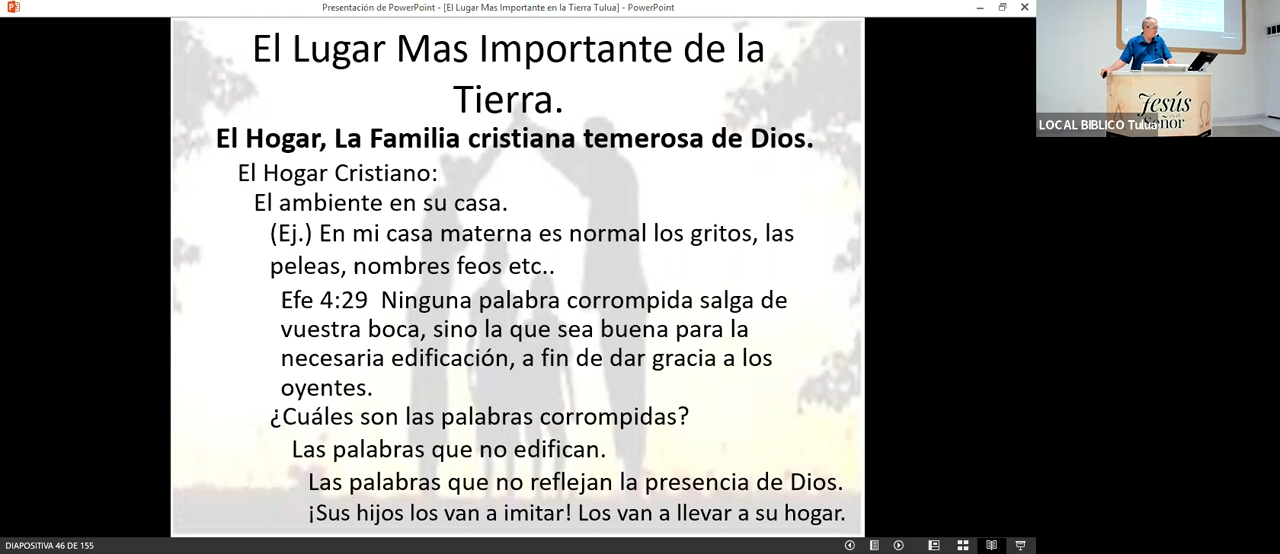 Presentación de PowerPoint - [El Lugar Mas Importante en la Tierra Tulua] - PowerPoint
El Lugar Mas Importante de la
Tierra.
El Hogar, La Familia cristiana temerosa de Dios.
El Hogar Cristiano:
El ambiente en su casa.
(Ej.) En mi casa materna es normal los gritos, las
peleas, nombres feos etc..
Efe 4:29 Ninguna palabra corrompida salga de
vuestra boca, sino la que sea buena para la
necesaria edificación, a fin de dar gracia a los
oyentes.
¿Cuáles son las palabras corrompidas?
Las palabras que no edifican.
Las palabras que no reflejan la presencia de Dios.
¡Sus hijos los van a imitar! Los van a llevar a su hogar.
DIAPOSITIVA 46 DE 155
Jesús
Señor
LOCAL BIBLICO Tulua